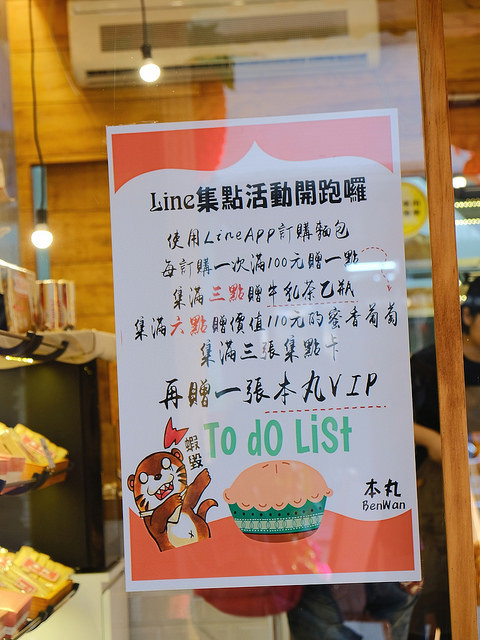 Line集點活動開跑囉
使用LineAPP訂購麵包
每訂購一次滿100元贈一點
集滿三點贈牛乳茶乙瓶
集滿六點贈價值110元的蜜香葡萄
集滿三張集點卡
再贈一張本丸VIP
To dO LiSt
蝦毀
本丸
BenWan